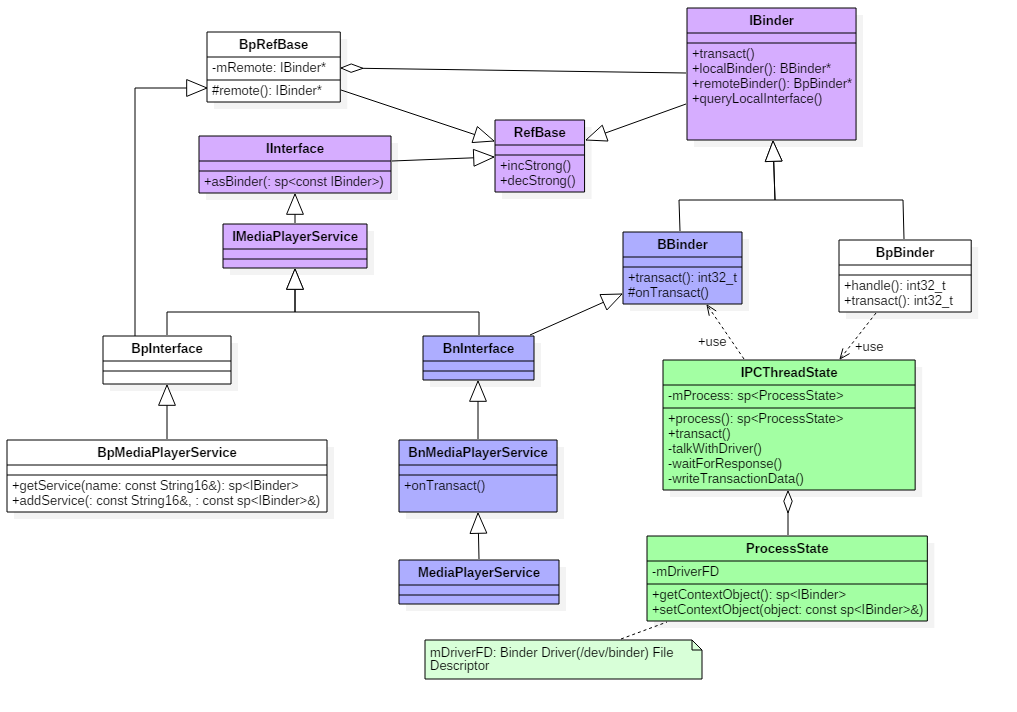 IBinder
+transact()
+localBinder(): BBinder*
+remoteBinder(): BpBinder*
+queryLocalInterface()
BpRefBase
-mRemote: IBinder*
#remote(): IBinder*
RefBase
+incStrong()
+decStrong()
IInterface
+asBinder(: sp<const IBinder>)
IMediaPlayerService
BBinder
+transact(): int32_t
#onTransact()
BpBinder
+handle(): int32_t
+transact(): int32_t
+use
+use
BpInterface
BnInterface
IPCThreadState
-mProcess: sp<ProcessState>
+process(): sp<ProcessState>
+transact()
-talkWithDriver()
-waitForResponse()
-writeTransactionData()
BpMediaPlayerService
+getService(name: const String16&): sp<IBinder>
+addService(: const String16&, : const sp<IBinder>&)
BnMediaPlayerService
+onTransact()
MediaPlayerService
ProcessState
-mDriverFD
+getContextObject(): sp<IBinder>
+setContextObject(object: const sp<IBinder>&)
mDriverFD: Binder Driver(/dev/binder) File
Descriptor